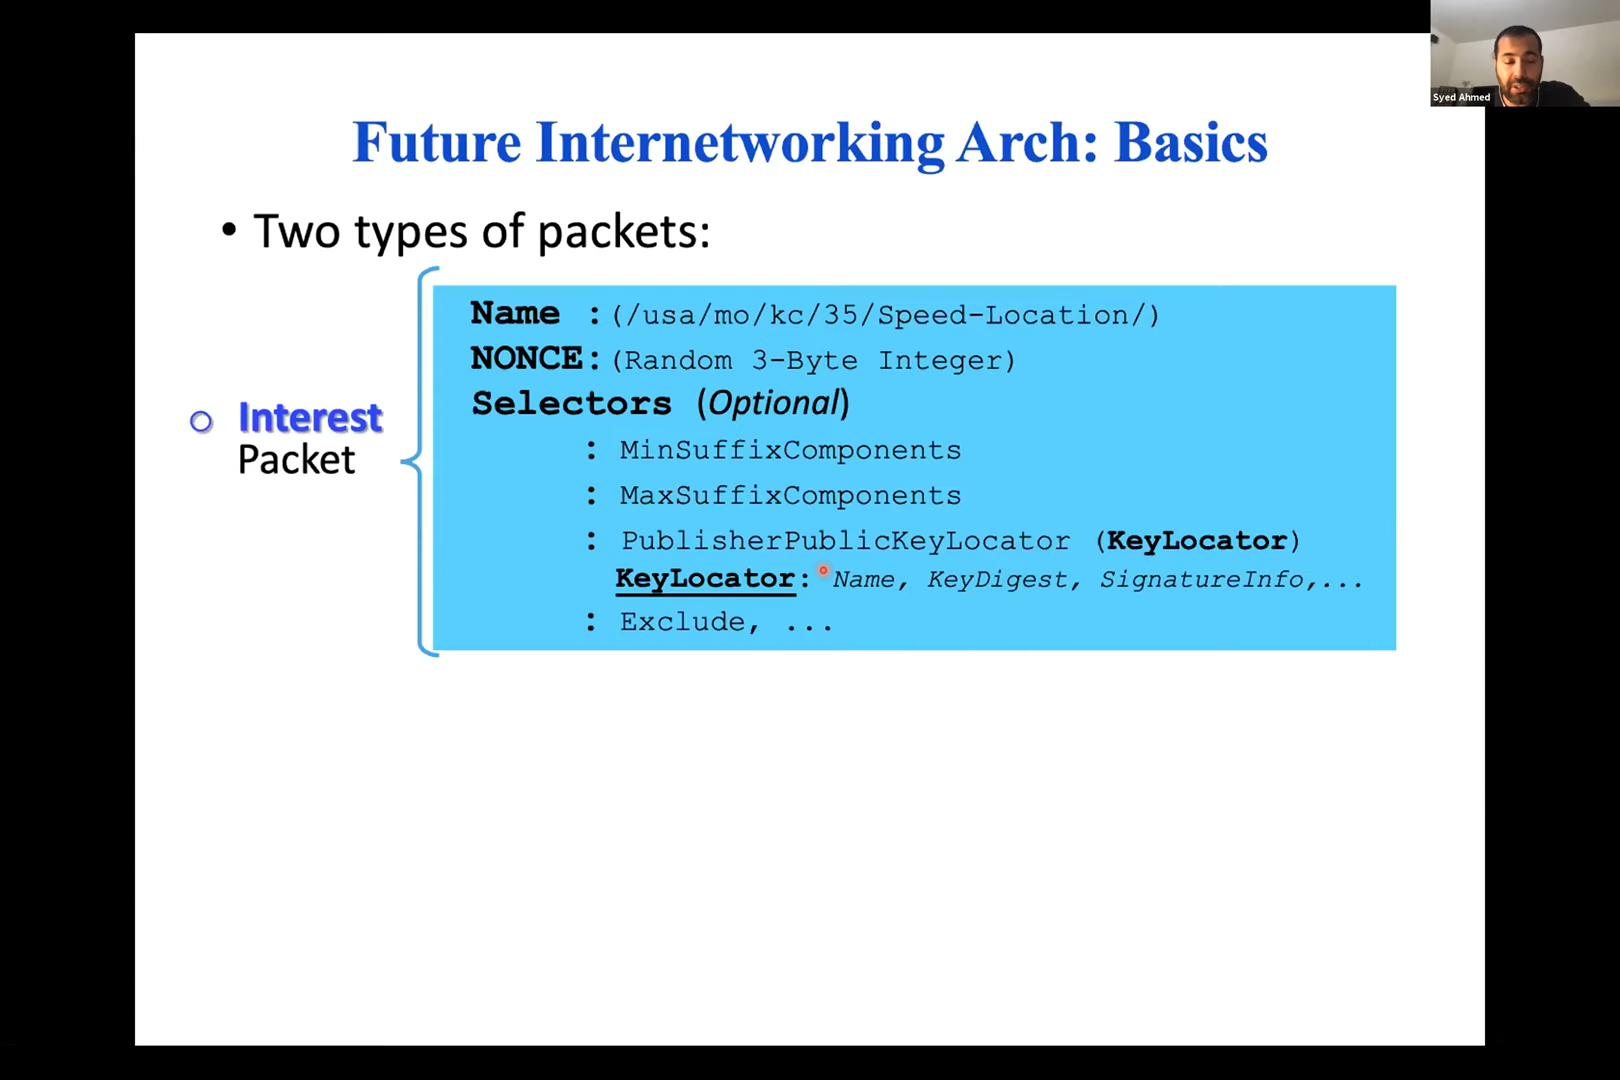 Syed Ahmed
Future Internetworking Arch: Basics
• Two types of packets:
Name :(/usa/mo/kc/35/Speed-Location/)
NONCE:(Random 3-Byte Integer)
Selectors (Optional)
: MinSuffixComponents
: MaxSuffixComponents
: PublisherPublicKeyLocator (KeyLocator)
KeyLocator: Name, KeyDigest, SignatureInfo,...
: Exclude, ...
Interest
Packet